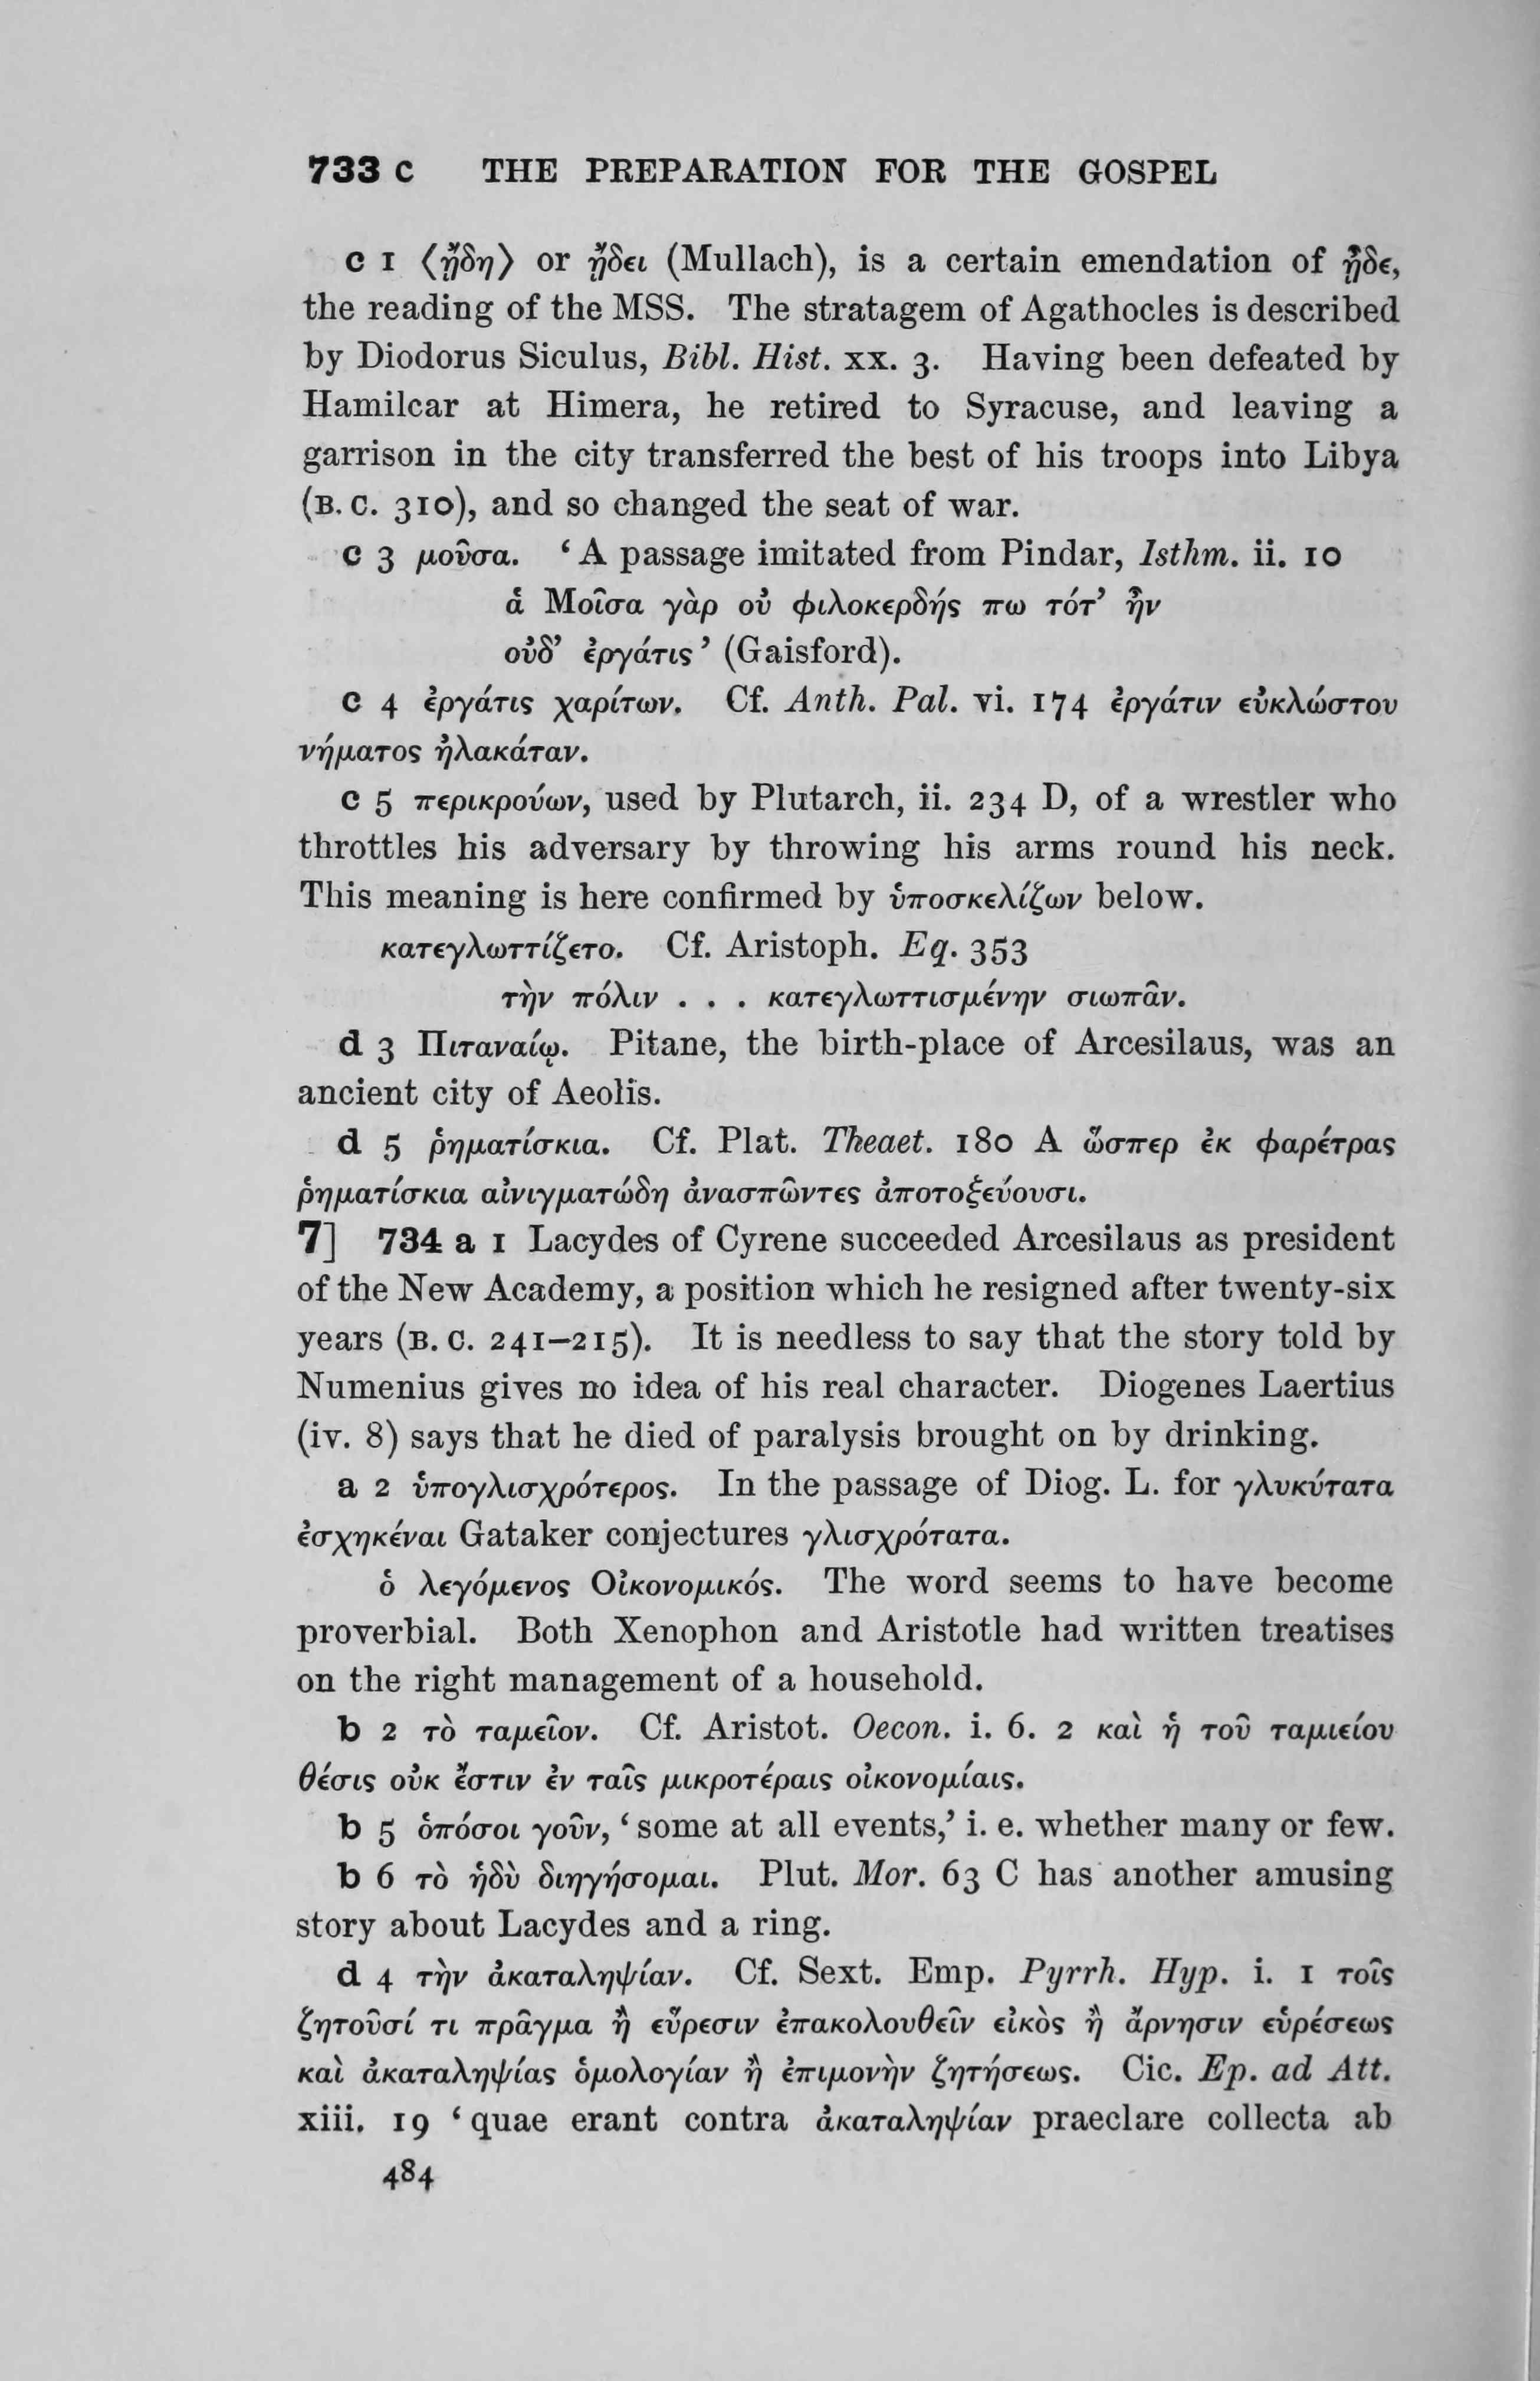 733 c THE PREPARATION FOR THE GOSPEL
c 1 ⟨ᾔδη⟩ or ᾔδει (Mullach), is a certain emendation of ᾖδε,
the reading of the MSS. The stratagem of Agathocles is described
by Diodorus Siculus, Bibl. Hist. xx. 3. Having been defeated by
Hamilcar at Himera, he retired to Syracuse, and leaving a
garrison in the city transferred the best of his troops into Libya
(B. C. 310), and so changed the seat of war.
c 3 μοῦσα. ‘A passage imitated from Pindar, Isthm. ii. 10
ἁ Μοῖσα γὰρ οὐ φιλοκερδής πω τότ’ ἦν
οὐδ’ ἐργάτις’ (Gaisford).
c 4 ἐργάτις χαρίτων. Cf. Anth. Pal. vi. 174 ἐργάτιν εὐκλώστου
νήματος ἠλακάταν.
c 5 περικρούων, used by Plutarch, ii. 234 D, of a wrestler who
throttles his adversary by throwing his arms round his neck.
This meaning is here confirmed by ὑποσκελίζων below.
κατεγλωττίζετο. Cf. Aristoph. Eq. 353
τὴν πόλιν . . . κατεγλωττισμένην σιωπᾶν.
d 3 Πιταναίῳ. Pitane, the birth-place of Arcesilaus, was an
ancient city of Aeolis.
d 5 ῥηματίσκια. Cf. Plat. Theaet. 180 A ὥσπερ ἐκ φαρέτρας
ῥηματίσκια αἰνιγματώδη ἀνασπῶντες ἀποτοξεύουσι.
7] 734 a 1 Lacydes of Cyrene succeeded Arcesilaus as president
of the New Academy, a position which he resigned after twenty-six
years (B. C. 241–215). It is needless to say that the story told by
Numenius gives no idea of his real character. Diogenes Laertius
(iv. 8) says that he died of paralysis brought on by drinking.
a 2 ὑπογλισχρότερος. In the passage of Diog. L. for γλυκύτατα
ἐσχηκέναι Gataker conjectures γλισχρότατα.
ὁ λεγόμενος Οἰκονομικός. The word seems to have become
proverbial. Both Xenophon and Aristotle had written treatises
on the right management of a household.
b 2 τὸ ταμεῖον. Cf. Aristot. Oecon. i. 6. 2 καὶ ἡ τοῦ ταμιείου
θέσις οὐκ ἔστιν ἐν ταῖς μικροτέραις οἰκονομίαις.
b 5 ὁπόσοι γοῦν, ‘some at all events,’ i. e. whether many or few.
b 6 τὸ ἡδὺ διηγήσομαι. Plut. Mor. 63 C has another amusing
story about Lacydes and a ring.
d 4 τὴν ἀκαταληψίαν. Cf. Sext. Emp. Pyrrh. Hyp. i. 1 τοῖς
ζητοῦσί τι πρᾶγμα ἢ εὗρεσιν ἐπακολουθεῖν εἰκὸς ἢ ἄρνησιν εὑρέσεως
καὶ ἀκαταληψίας ὁμολογίαν ἢ ἐπιμονὴν ζητήσεως. Cic. Ep. ad Att.
xiii. 19 ‘quae erant contra ἀκαταληψίαν praeclare collecta ab
484